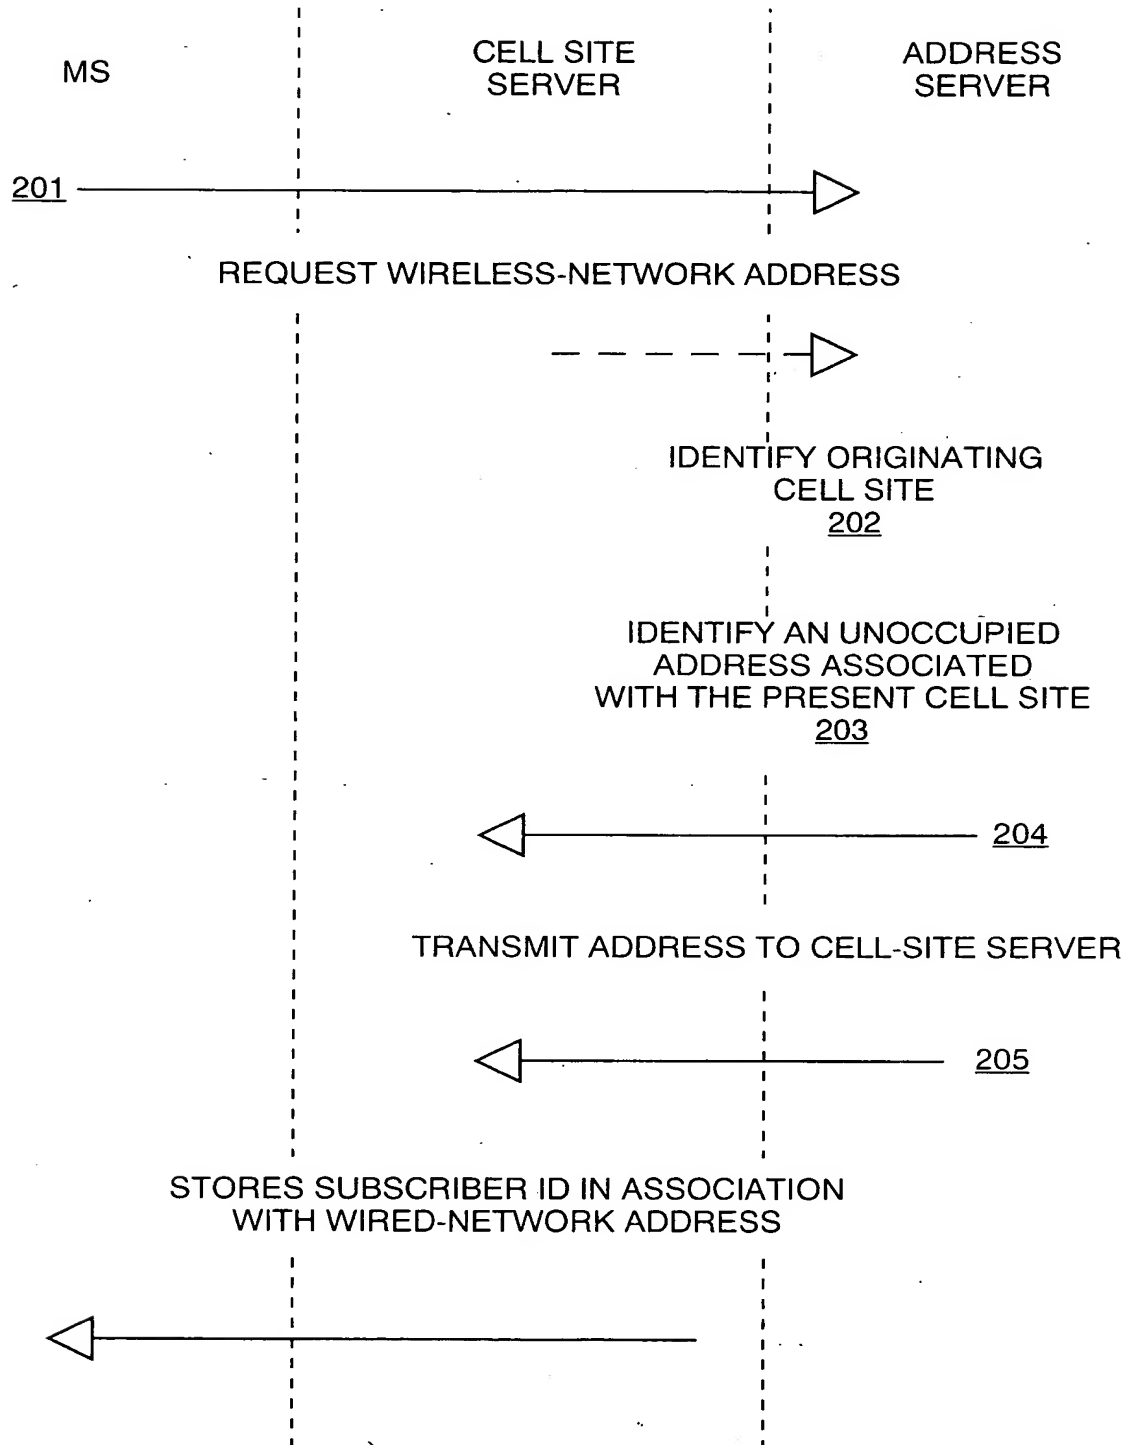 MS
CELL SITE
SERVER
ADDRESS
SERVER
201
REQUEST WIRELESS-NETWORK ADDRESS
IDENTIFY ORIGINATING
CELL SITE
202
IDENTIFY AN UNOCCUPIED
ADDRESS ASSOCIATED
WITH THE PRESENT CELL SITE
203
204
TRANSMIT ADDRESS TO CELL-SITE SERVER
205
STORES SUBSCRIBER ID IN ASSOCIATION
WITH WIRED-NETWORK ADDRESS